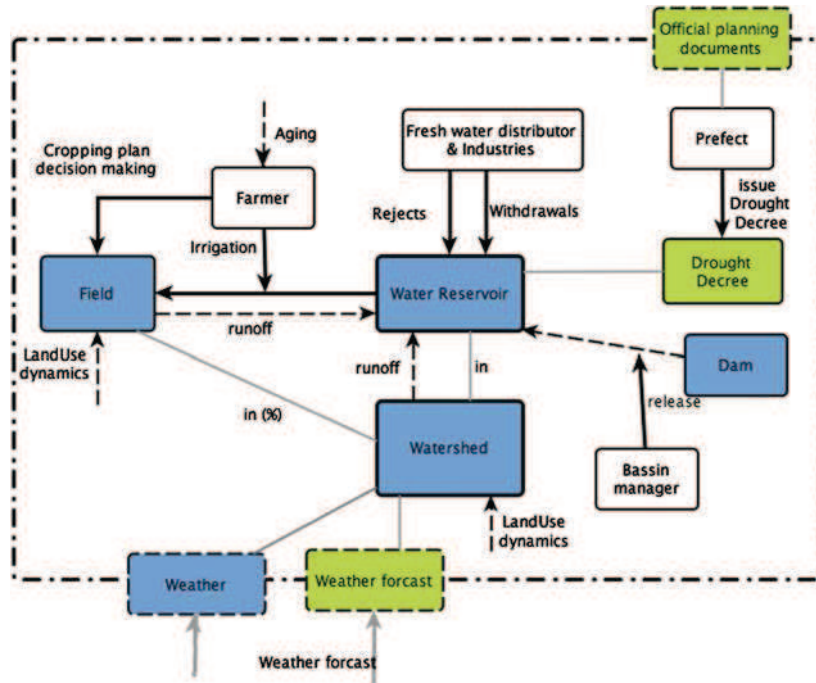 Official planning
documents
Aging
Cropping plan
decision making
Fresh water distributor
& Industries
Prefect
Farmer
issue
Drought
Decree
Rejects
Withdrawals
Irrigation
Field
Water Reservoir
Drought
Decree
runoff
LandUse
dynamics
runoff
in
Dam
release
in (%)
Watershed
Bassin
manager
LandUse
dynamics
Weather
Weather forcast
Weather forcast